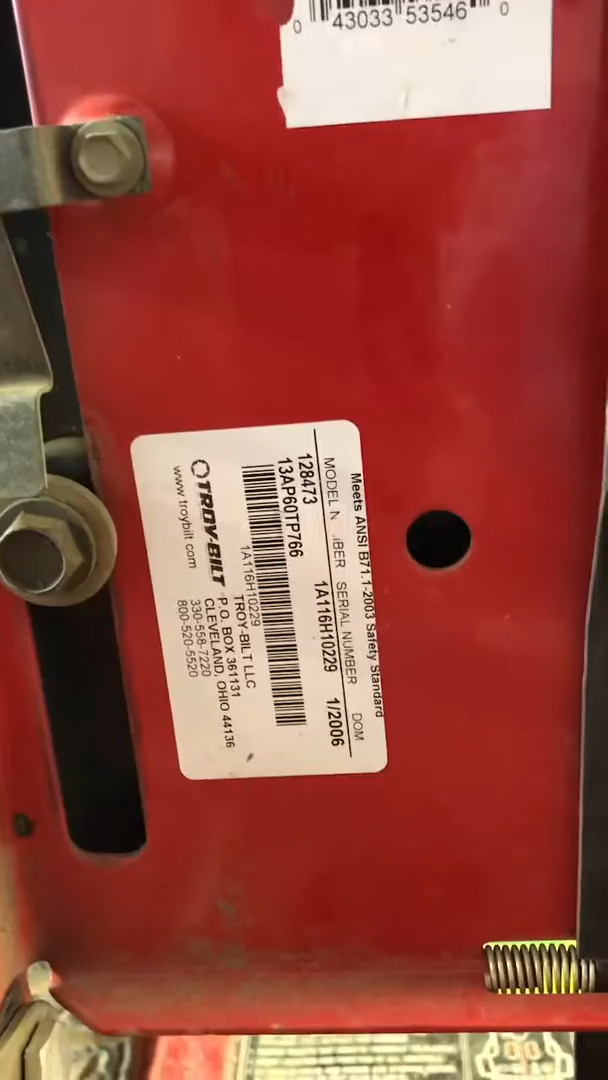 0 43033 53546 0
Meets ANSI B71.1-2003 Safety Standard
MODEL N BER SERIAL NUMBER DOM
128473
13AP60TP766 1A116H10229 1/2006
1A116H10229
TROY-BILT
www.troybilt.com
TROY-BILT LLC
P.O. BOX 361131
CLEVELAND, OHIO 44136
330-558-7220
800-520-5520